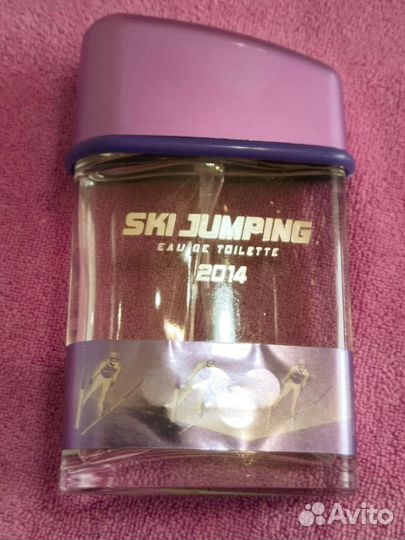 SKI JUMPING
EAU DE TOILETTE
2014
Avito